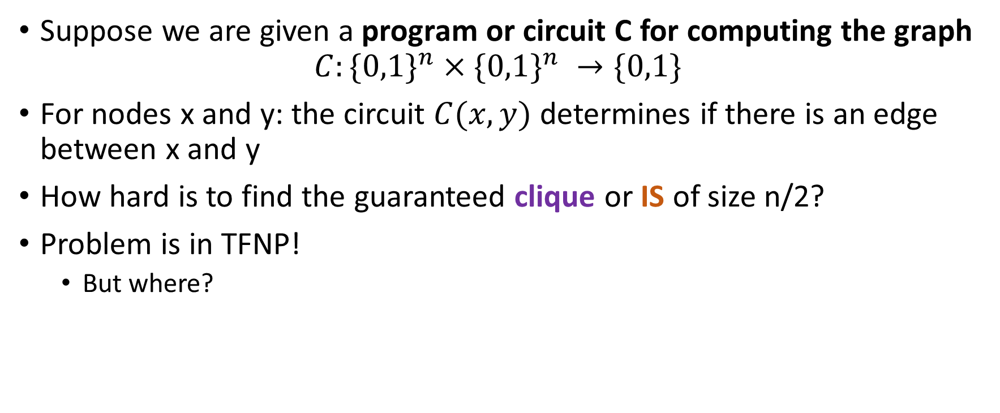 • Suppose we are given a program or circuit C for computing the graph
C: {0,1}ⁿ × {0,1}ⁿ → {0,1}
• For nodes x and y: the circuit C(x, y) determines if there is an edge
between x and y
• How hard is to find the guaranteed clique or IS of size n/2?
• Problem is in TFNP!
• But where?